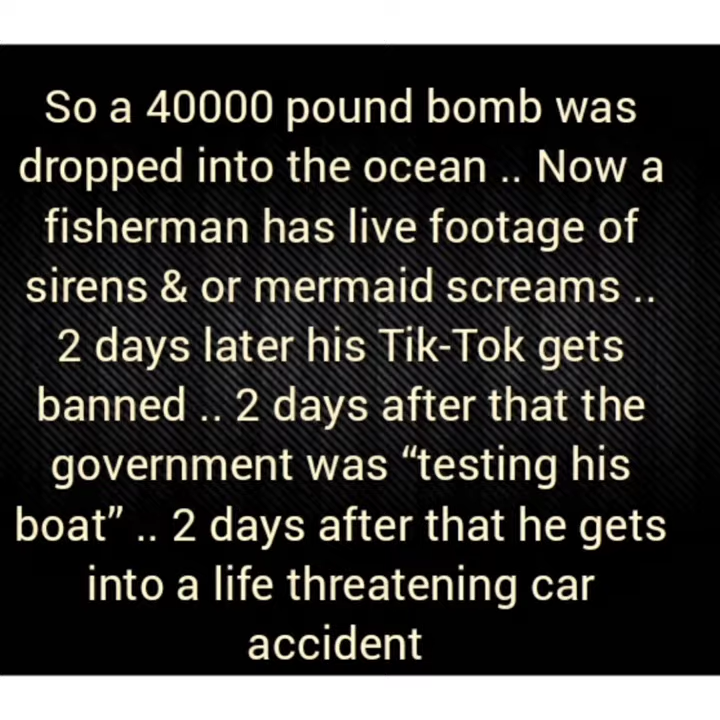 So a 40000 pound bomb was
dropped into the ocean .. Now a
fisherman has live footage of
sirens & or mermaid screams ..
2 days later his Tik-Tok gets
banned .. 2 days after that the
government was “testing his
boat” .. 2 days after that he gets
into a life threatening car
accident